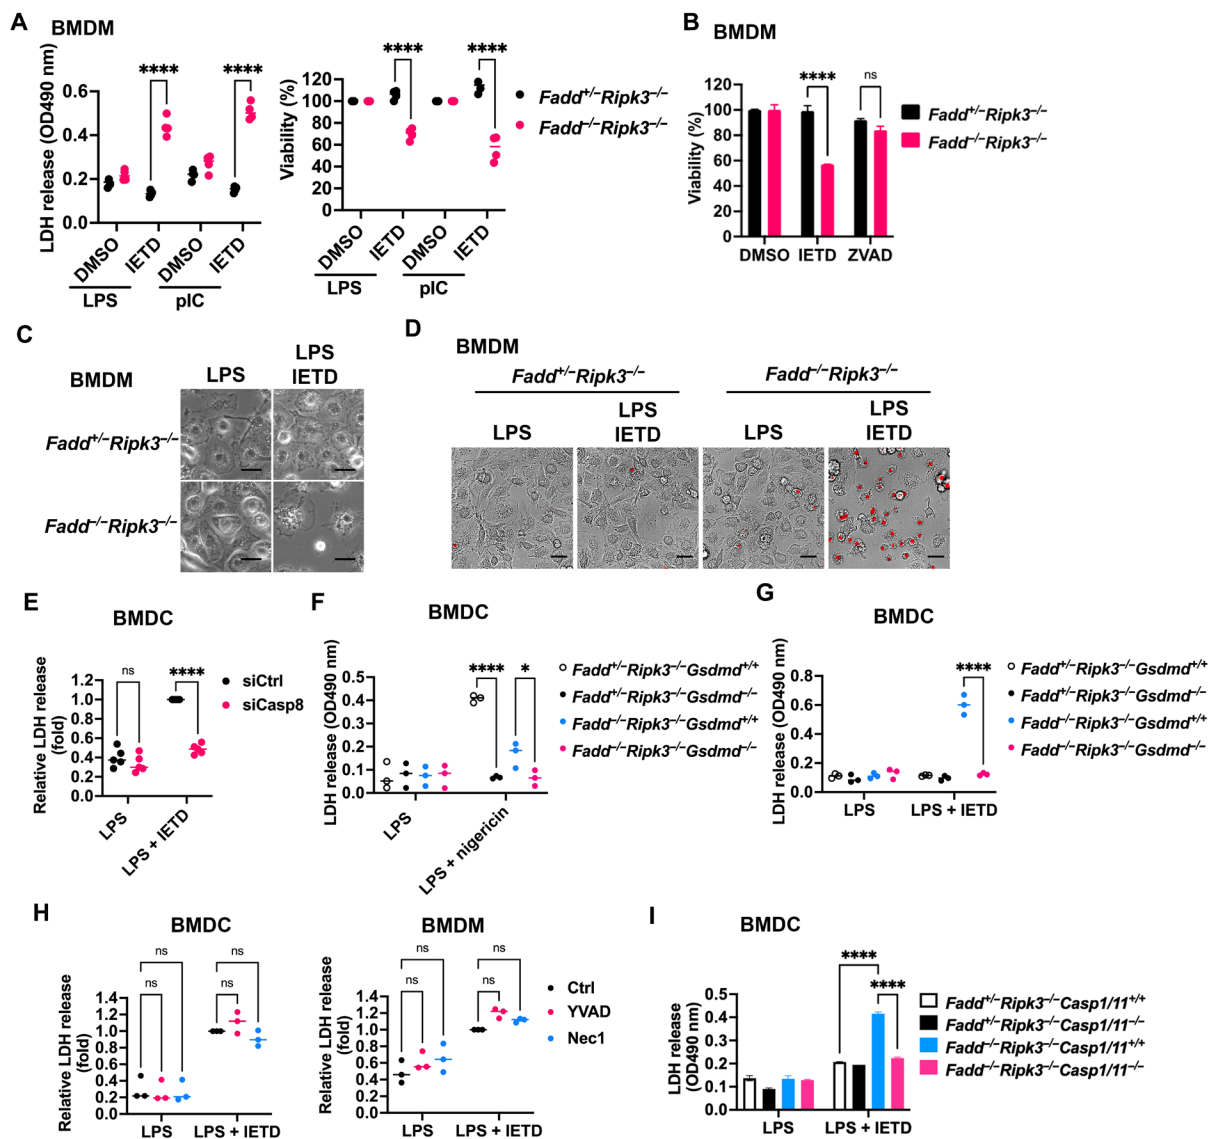 A
BMDM
LDH release (OD490 nm)
0.6
0.4
0.2
0.0
****
****
DMSO
IETD
DMSO
IETD
LPS
pIC
Viability (%)
120
100
80
60
40
20
0
****
****
DMSO
IETD
DMSO
IETD
LPS
pIC
Fadd+/–Ripk3–/–
Fadd–/–Ripk3–/–
B
BMDM
Viability (%)
120
100
80
60
40
20
0
****
ns
DMSO
IETD
ZVAD
Fadd+/–Ripk3–/–
Fadd–/–Ripk3–/–
C
BMDM
LPS
LPS
IETD
Fadd+/–Ripk3–/–
Fadd–/–Ripk3–/–
D
BMDM
Fadd+/–Ripk3–/–
Fadd–/–Ripk3–/–
LPS
LPS
IETD
LPS
LPS
IETD
E
BMDC
Relative LDH release
(fold)
1.2
1.0
0.8
0.6
0.4
0.2
0.0
ns
****
LPS
LPS + IETD
siCtrl
siCasp8
F
BMDC
LDH release (OD490 nm)
0.5
0.4
0.3
0.2
0.1
0.0
****
*
LPS
LPS + nigericin
Fadd+/–Ripk3–/–Gsdmd+/+
Fadd+/–Ripk3–/–Gsdmd–/–
Fadd–/–Ripk3–/–Gsdmd+/+
Fadd–/–Ripk3–/–Gsdmd–/–
G
BMDC
LDH release (OD490 nm)
0.8
0.6
0.4
0.2
0.0
****
LPS
LPS + IETD
Fadd+/–Ripk3–/–Gsdmd+/+
Fadd+/–Ripk3–/–Gsdmd–/–
Fadd–/–Ripk3–/–Gsdmd+/+
Fadd–/–Ripk3–/–Gsdmd–/–
H
BMDC
Relative LDH release
(fold)
1.4
1.2
1.0
0.8
0.6
0.4
0.2
0.0
ns
ns
ns
ns
LPS
LPS + IETD
BMDM
Relative LDH release
(fold)
1.4
1.2
1.0
0.8
0.6
0.4
0.2
0.0
ns
ns
ns
ns
LPS
LPS + IETD
Ctrl
YVAD
Nec1
I
BMDC
LDH release
(OD490 nm)
0.5
0.4
0.3
0.2
0.1
0.0
****
****
LPS
LPS + IETD
Fadd+/–Ripk3–/–Casp1/11+/+
Fadd+/–Ripk3–/–Casp1/11–/–
Fadd–/–Ripk3–/–Casp1/11+/+
Fadd–/–Ripk3–/–Casp1/11–/–